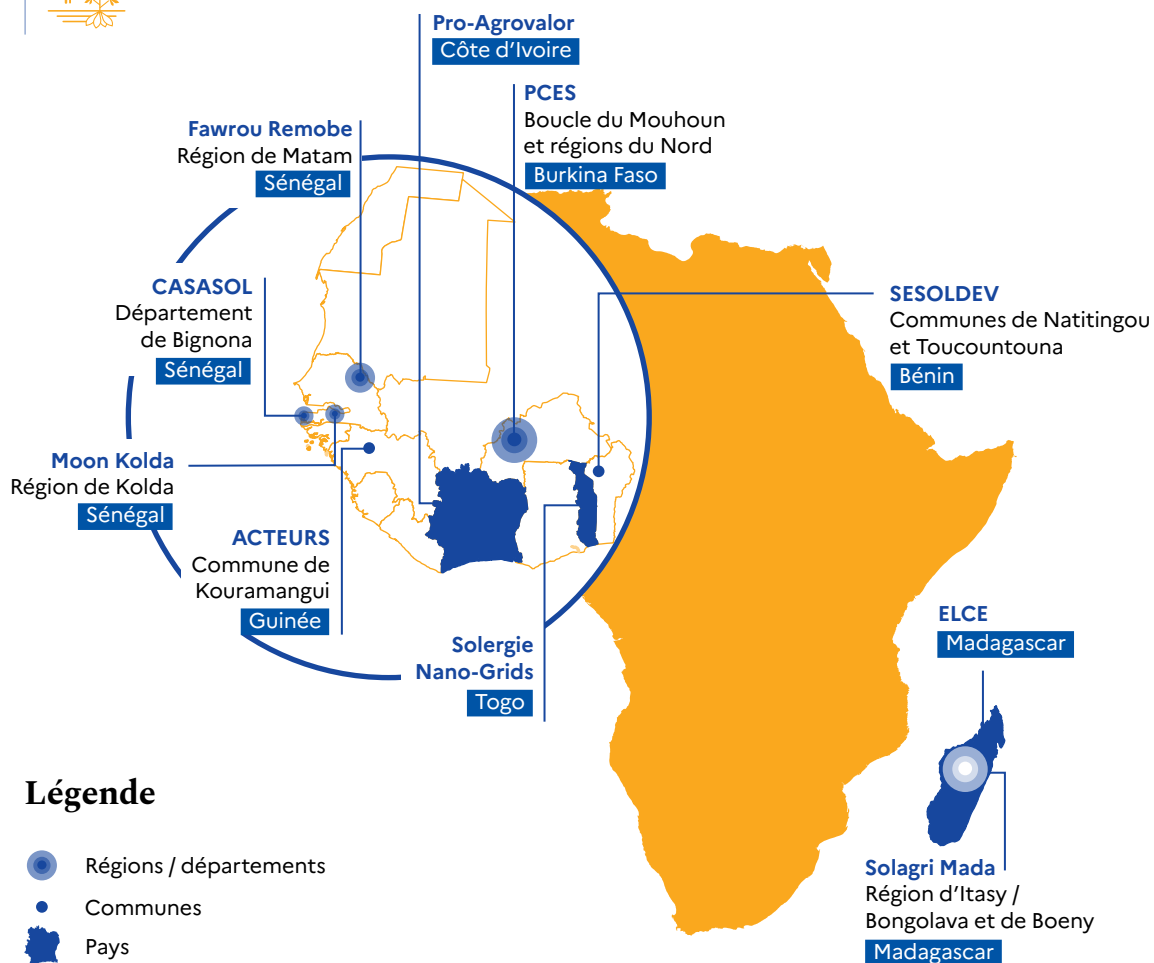 Pro-Agrovalor
Côte d’Ivoire
PCES
Boucle du Mouhoun
et régions du Nord
Burkina Faso
Fawrou Remobe
Région de Matam
Sénégal
CASASOL
Département
de Bignona
Sénégal
SESOLDEV
Communes de Natitingou
et Toucountouna
Bénin
Moon Kolda
Région de Kolda
Sénégal
ACTEURS
Commune de
Kouramangui
Guinée
Solergie
Nano-Grids
Togo
ELCE
Madagascar
Solagri Mada
Région d’Itasy /
Bongolava et de Boeny
Madagascar
Légende
Régions / départements
Communes
Pays